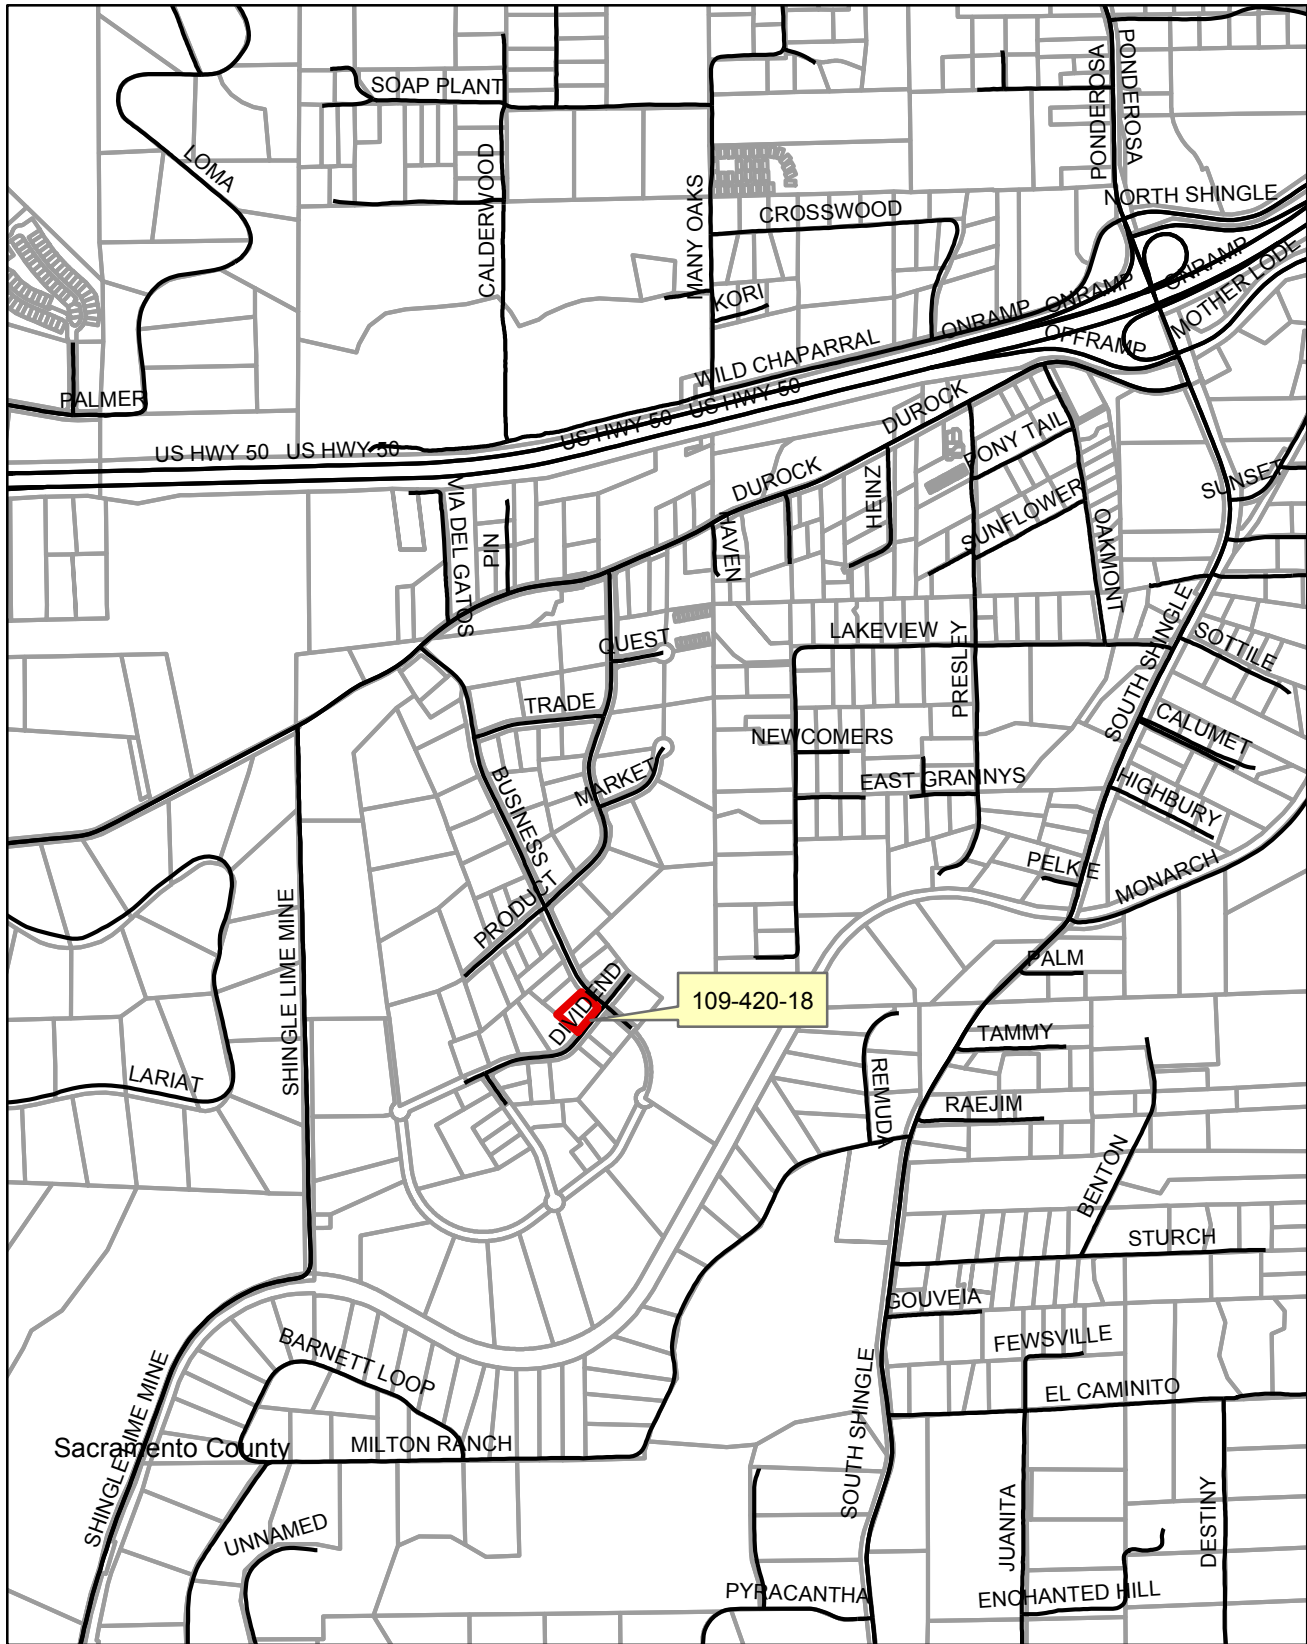 SOAP PLANT
PONDEROSA
PONDEROSA
LOMA
CALDERWOOD
MANY OAKS
NORTH SHINGLE
CROSSWOOD
KORI
ONRAMP
ONRAMP
ONRAMP
MOTHER LODE
OFFRAMP
WILD CHAPARRAL
PALMER
US HWY 50
US HWY 50
US HWY 50
US HWY 50
DUROCK
DUROCK
PONY TAIL
SUNSET
VIA DEL GATOS
PIN
HAVEN
HEINZ
SUNFLOWER
OAKMONT
QUEST
LAKEVIEW
PRESLEY
SOUTH SHINGLE
SOTTILE
TRADE
NEWCOMERS
CALUMET
MARKET
EAST GRANNYS
HIGHBURY
BUSINESS
PELKIE
MONARCH
PRODUCT
SHINGLE LIME MINE
PALM
DIVIDEND
109-420-18
TAMMY
LARIAT
REMUDA
RAEJIM
BENTON
STURCH
GOUVEIA
FEWSVILLE
BARNETT LOOP
EL CAMINITO
SHINGLE LIME MINE
Sacramento County
MILTON RANCH
SOUTH SHINGLE
UNNAMED
JUANITA
DESTINY
PYRACANTHA
ENCHANTED HILL